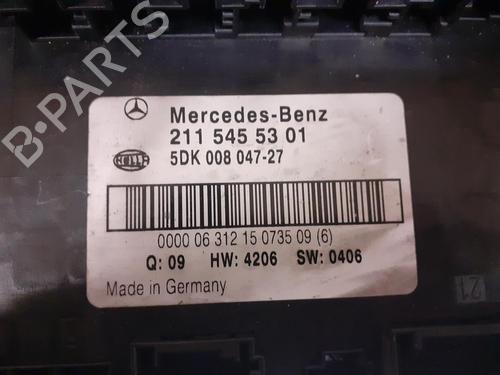 B-PARTS
Mercedes-Benz
211 545 53 01
HELLA
5DK 008 047-27
0000 06 312 15 0735 09 (6)
Q: 09 HW: 4206 SW: 0406
Made in Germany
21